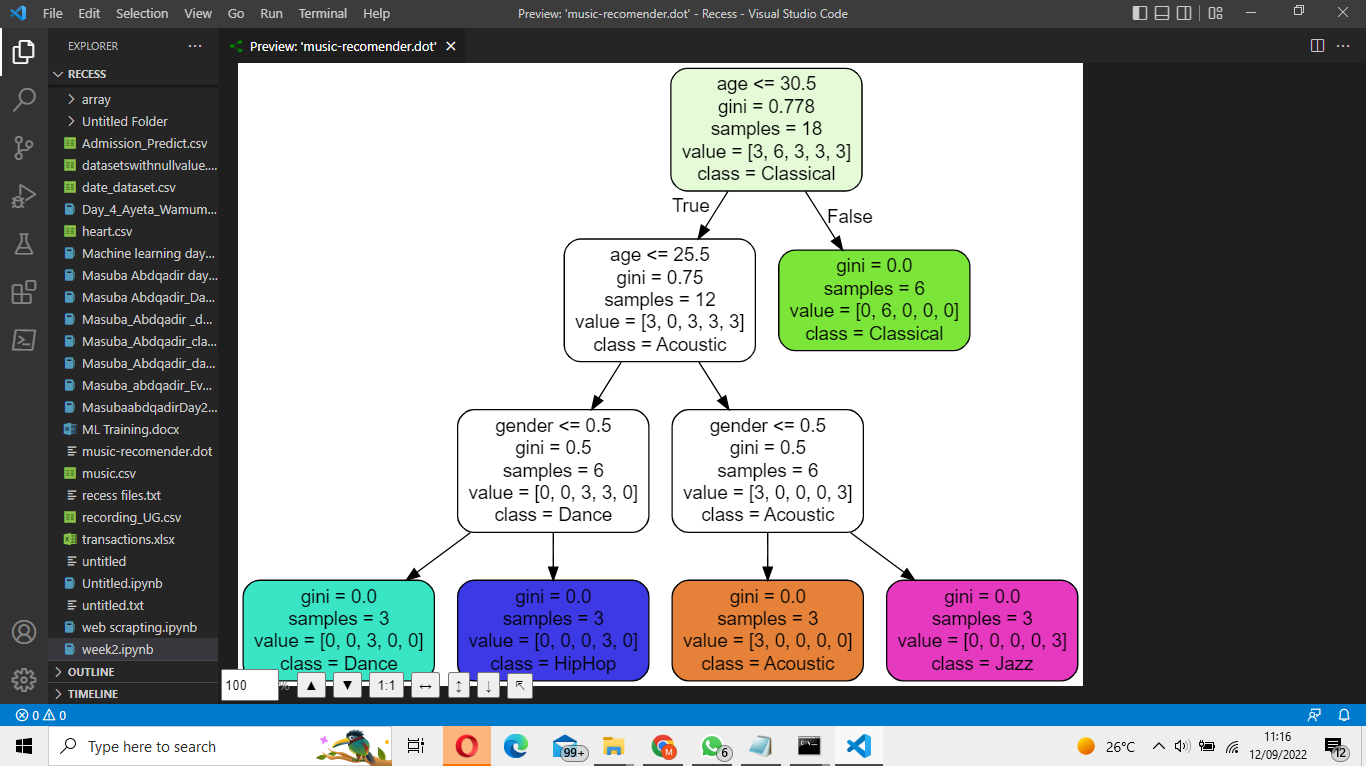 File Edit Selection View Go Run Terminal Help
Preview: 'music-recomender.dot' - Recess - Visual Studio Code
EXPLORER
Preview: 'music-recomender.dot'
RECESS
array
Untitled Folder
Admission_Predict.csv
datasetswithnullvalue....
date_dataset.csv
Day_4_Ayeta_Wamum...
heart.csv
Machine learning day...
Masuba Abdqadir day...
Masuba Abdqadir_Da...
Masuba_Abdqadir _d...
Masuba_Abdqadir_cla...
Masuba_Abdqadir_da...
Masuba_abdqadir_Ev...
MasubaabdqadirDay2...
ML Training.docx
music-recomender.dot
music.csv
recess files.txt
recording_UG.csv
transactions.xlsx
untitled
Untitled.ipynb
untitled.txt
web scrapting.ipynb
week2.ipynb
OUTLINE
TIMELINE
age <= 30.5
gini = 0.778
samples = 18
value = [3, 6, 3, 3, 3]
class = Classical
True
False
age <= 25.5
gini = 0.75
samples = 12
value = [3, 0, 3, 3, 3]
class = Acoustic
gini = 0.0
samples = 6
value = [0, 6, 0, 0, 0]
class = Classical
gender <= 0.5
gini = 0.5
samples = 6
value = [0, 0, 3, 3, 0]
class = Dance
gender <= 0.5
gini = 0.5
samples = 6
value = [3, 0, 0, 0, 3]
class = Acoustic
gini = 0.0
samples = 3
value = [0, 0, 3, 0, 0]
class = Dance
gini = 0.0
samples = 3
value = [0, 0, 0, 3, 0]
class = HipHop
gini = 0.0
samples = 3
value = [3, 0, 0, 0, 0]
class = Acoustic
gini = 0.0
samples = 3
value = [0, 0, 0, 0, 3]
class = Jazz
100 % 1:1
0 0
Type here to search
99+
M
6
26°C
11:16
12/09/2022
12